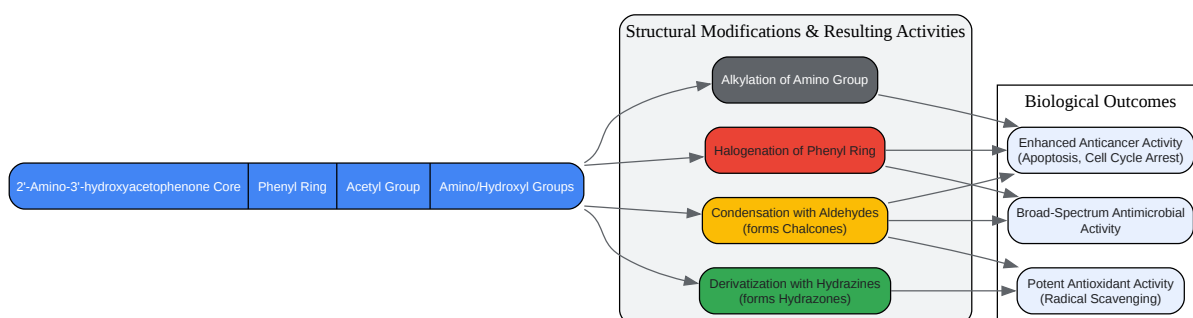 Structural Modifications & Resulting Activities
Alkylation of Amino Group
Biological Outcomes
Halogenation of Phenyl Ring
Enhanced Anticancer Activity
(Apoptosis, Cell Cycle Arrest)
2'-Amino-3'-hydroxyacetophenone Core
Phenyl Ring
Acetyl Group
Amino/Hydroxyl Groups
Condensation with Aldehydes
(forms Chalcones)
Broad-Spectrum Antimicrobial
Activity
Derivatization with Hydrazines
(forms Hydrazones)
Potent Antioxidant Activity
(Radical Scavenging)